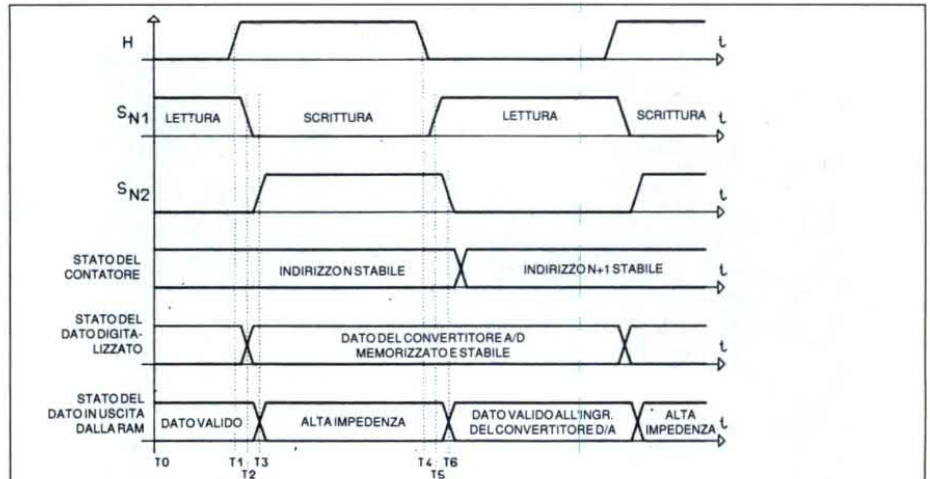 H
t
SN1
LETTURA
SCRITTURA
LETTURA
SCRITTURA
t
SN2
t
STATO DEL
CONTATORE
INDIRIZZO N STABILE
INDIRIZZO N+1 STABILE
t
STATO DEL
DATO DIGITA-
LIZZATO
DATO DEL CONVERTITORE A/D
MEMORIZZATO E STABILE
t
STATO DEL
DATO IN USCITA
DALLA RAM
DATO VALIDO
ALTA IMPEDENZA
DATO VALIDO ALL'INGR.
DEL CONVERTITORE D/A
ALTA
IMPEDENZA
t
T0 T1 T3 T4 T6
T2 T5